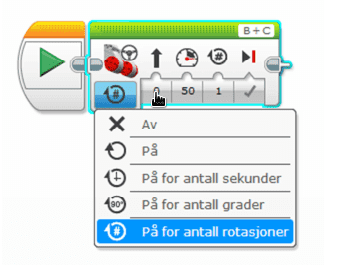 B + C
50 1
Av
På
På for antall sekunder
På for antall grader
På for antall rotasjoner